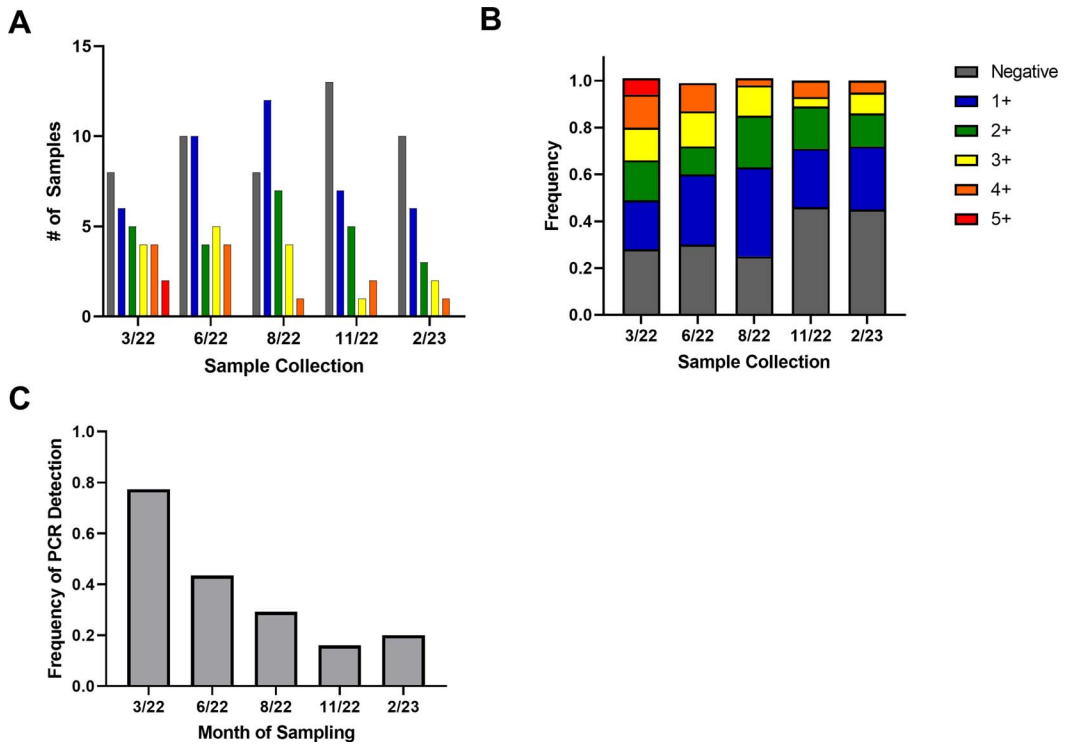 A
15
10
5
0
# of Samples
3/22 6/22 8/22 11/22 2/23
Sample Collection
B
1.0
0.8
0.6
0.4
0.2
0.0
Frequency
3/22 6/22 8/22 11/22 2/23
Sample Collection
Negative
1+
2+
3+
4+
5+
C
1.0
0.8
0.6
0.4
0.2
0.0
Frequency of PCR Detection
3/22 6/22 8/22 11/22 2/23
Month of Sampling